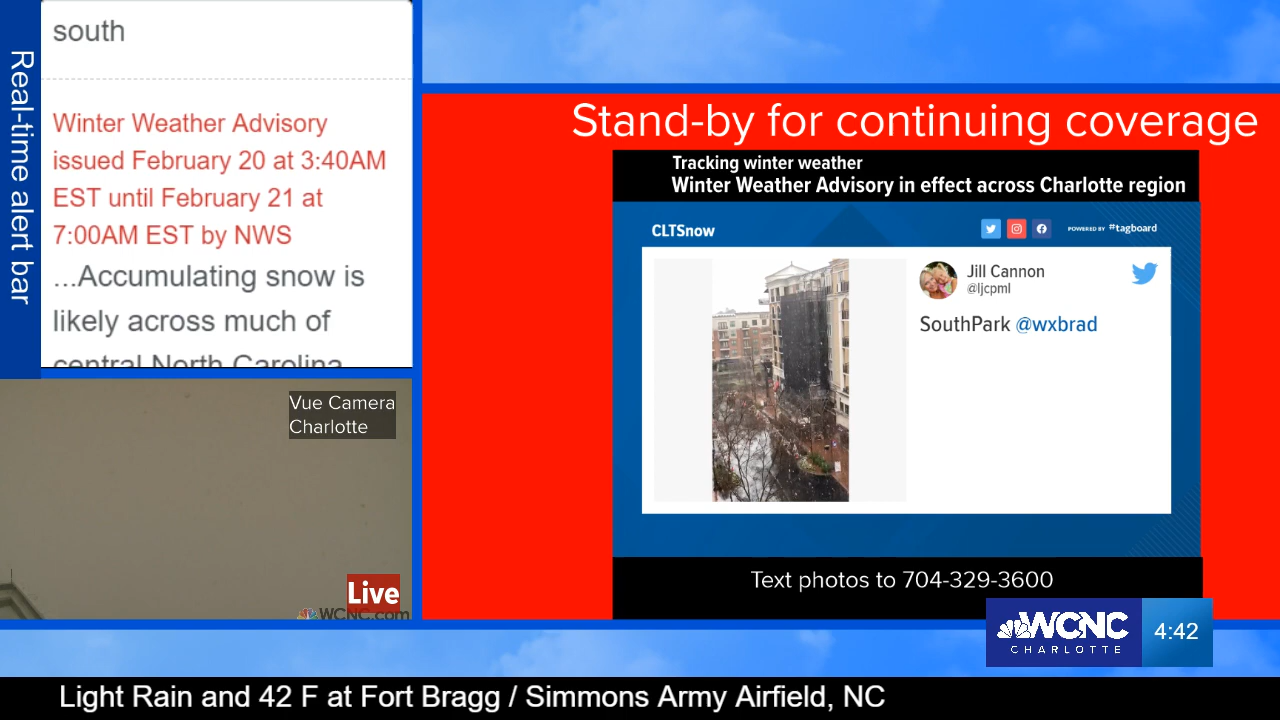 Real-time alert bar
south
Winter Weather Advisory
issued February 20 at 3:40AM
EST until February 21 at
7:00AM EST by NWS
...Accumulating snow is
likely across much of
central North Carolina
Vue Camera
Charlotte
Live
WCNC.com
Stand-by for continuing coverage
Tracking winter weather
Winter Weather Advisory in effect across Charlotte region
CLTSnow
POWERED BY #tagboard
Jill Cannon
@ljcpml
SouthPark @wxbrad
Text photos to 704-329-3600
WCNC
CHARLOTTE
4:42
Light Rain and 42 F at Fort Bragg / Simmons Army Airfield, NC